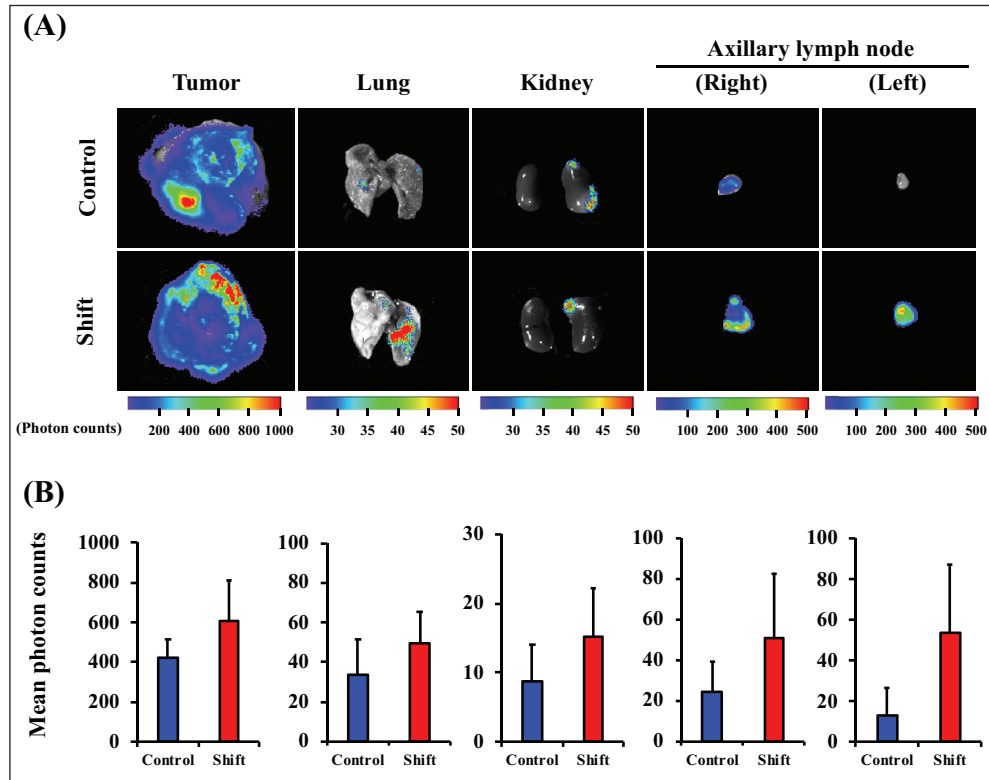 (A)
Axillary lymph node
Tumor Lung Kidney (Right) (Left)
Control
Shift
(Photon counts) 200 400 600 800 1000 30 35 40 45 50 30 35 40 45 50 100 200 300 400 500 100 200 300 400 500
(B)
Mean photon counts
1000
800
600
400
200
0
Control Shift
100
80
60
40
20
0
Control Shift
30
20
10
0
Control Shift
100
80
60
40
20
0
Control Shift
100
80
60
40
20
0
Control Shift